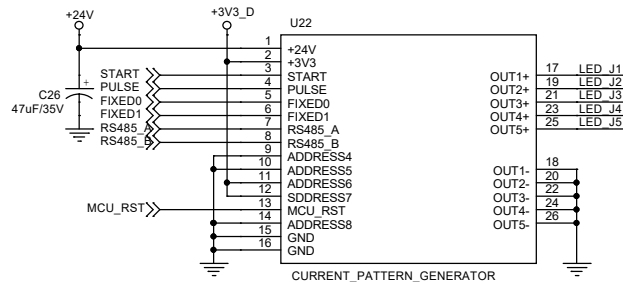 +24V
+3V3_D
U22
1 +24V
2 +3V3
START 3 START OUT1+ 17 LED_J1
PULSE 4 PULSE OUT2+ 19 LED_J2
FIXED0 5 FIXED0 OUT3+ 21 LED_J3
FIXED1 6 FIXED1 OUT4+ 23 LED_J4
RS485_A 7 RS485_A OUT5+ 25 LED_J5
RS485_B 8 RS485_B
9 ADDRESS4
10 ADDRESS5 OUT1- 18
11 ADDRESS6 OUT2- 20
12 SDDRESS7 OUT3- 22
MCU_RST 13 MCU_RST OUT4- 24
14 ADDRESS8 OUT5- 26
15 GND
16 GND
C26
+
47uF/35V
CURRENT_PATTERN_GENERATOR